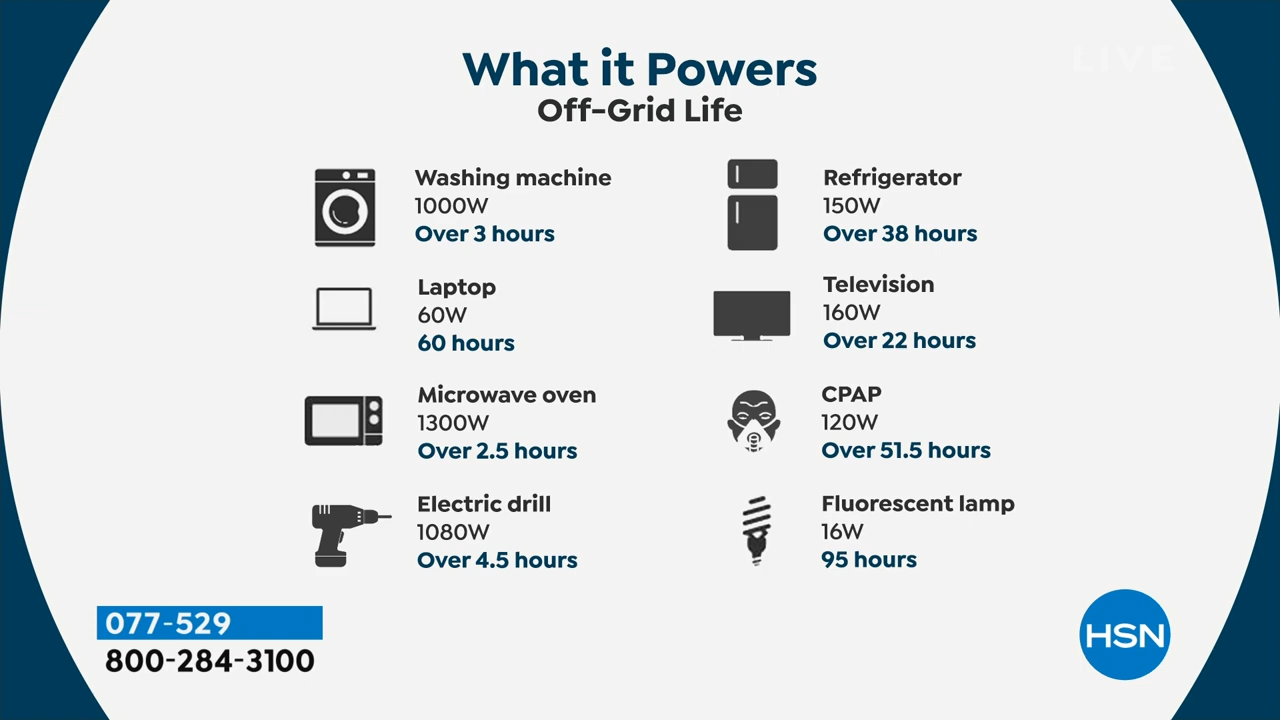 LIVE
What it Powers
Off-Grid Life
Washing machine
1000W
Over 3 hours
Refrigerator
150W
Over 38 hours
Laptop
60W
60 hours
Television
160W
Over 22 hours
Microwave oven
1300W
Over 2.5 hours
CPAP
120W
Over 51.5 hours
Electric drill
1080W
Over 4.5 hours
Fluorescent lamp
16W
95 hours
077-529
800-284-3100
HSN